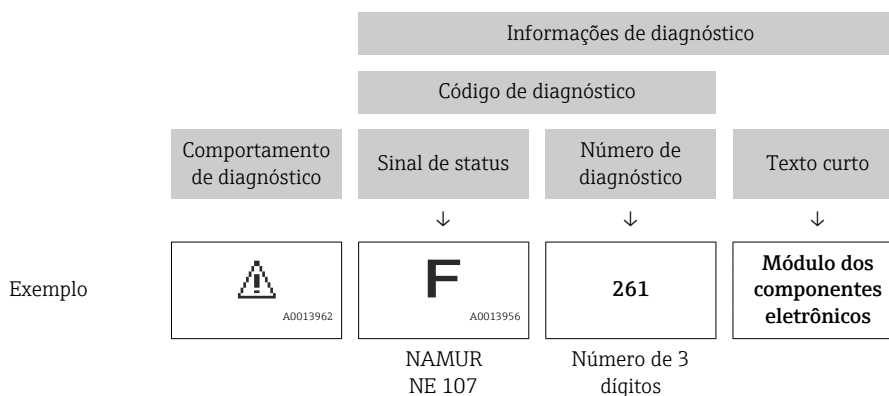 Informações de diagnóstico
Código de diagnóstico
Comportamento
de diagnóstico
Sinal de status
Número de
diagnóstico
Texto curto
↓
↓
↓
Exemplo
A0013962
F
A0013956
261
Módulo dos
componentes
eletrônicos
NAMUR
NE 107
Número de 3
dígitos